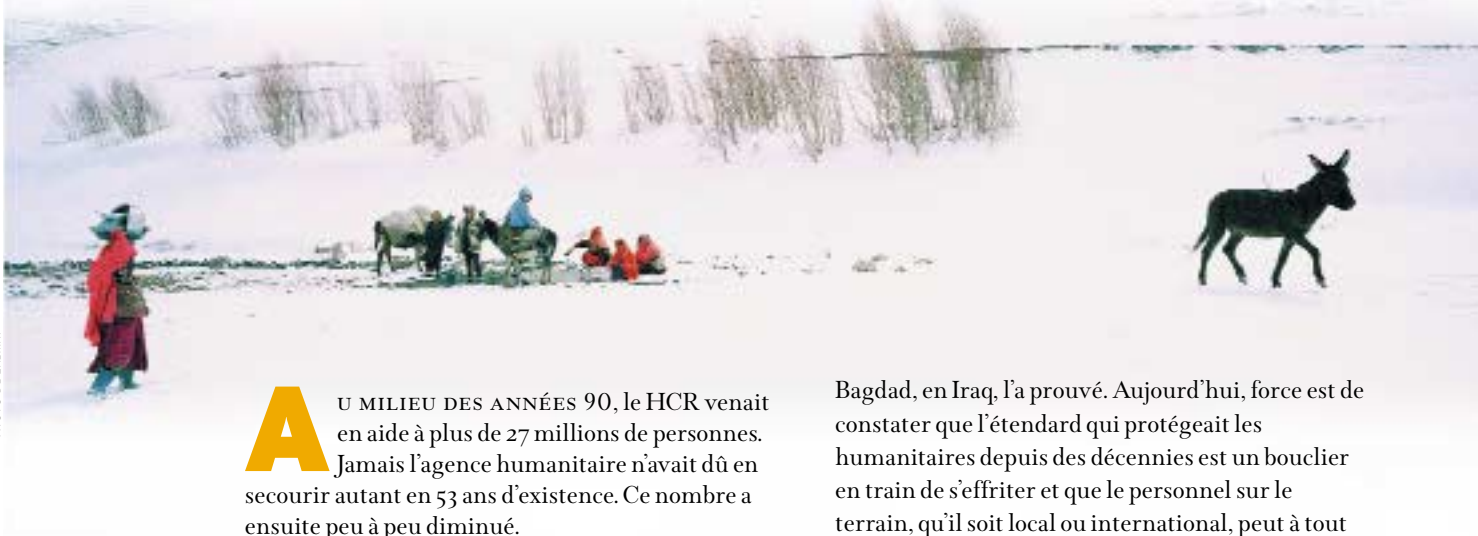 AU MILIEU DES ANNÉES 90, le HCR venait
en aide à plus de 27 millions de personnes.
Jamais l’agence humanitaire n’avait dû en
secourir autant en 53 ans d’existence. Ce nombre a
ensuite peu à peu diminué.
Bagdad, en Iraq, l’a prouvé. Aujourd’hui, force est de
constater que l’étendard qui protégeait les
humanitaires depuis des décennies est un bouclier
en train de s’effriter et que le personnel sur le
terrain, qu’il soit local ou international, peut à tout